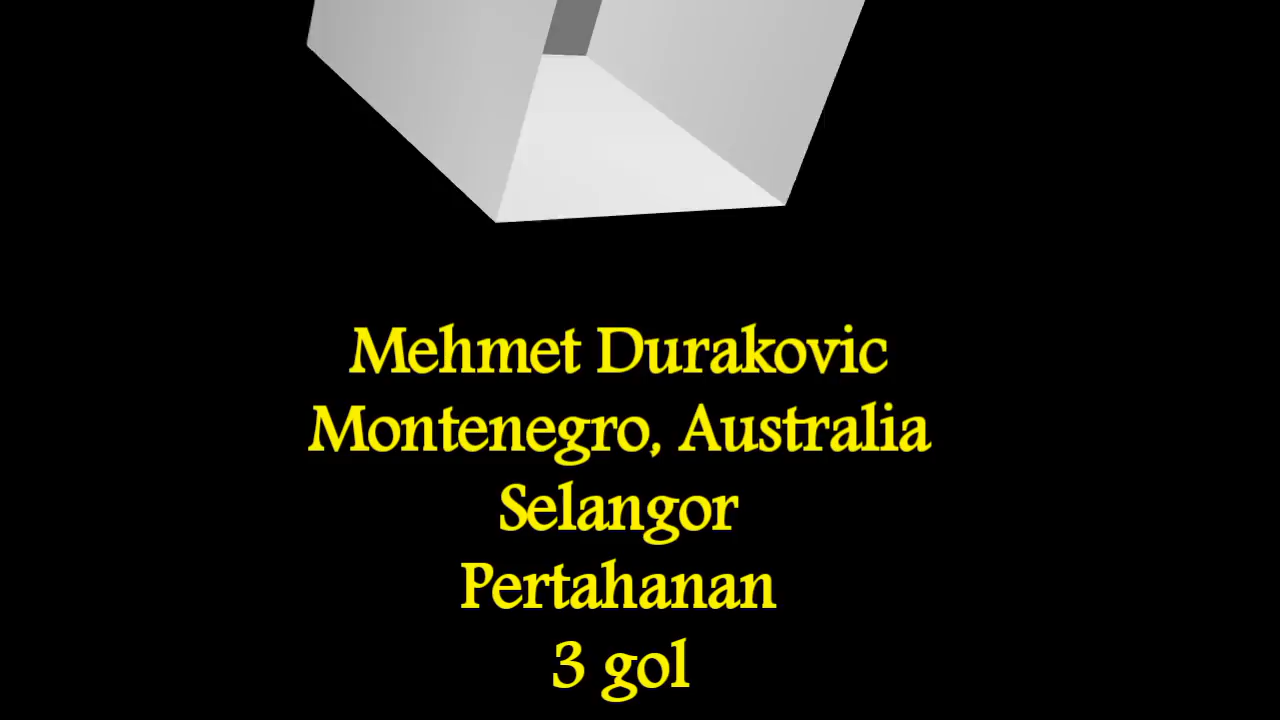 Mehmet Durakovic
Montenegro, Australia
Selangor
Pertahanan
3 gol